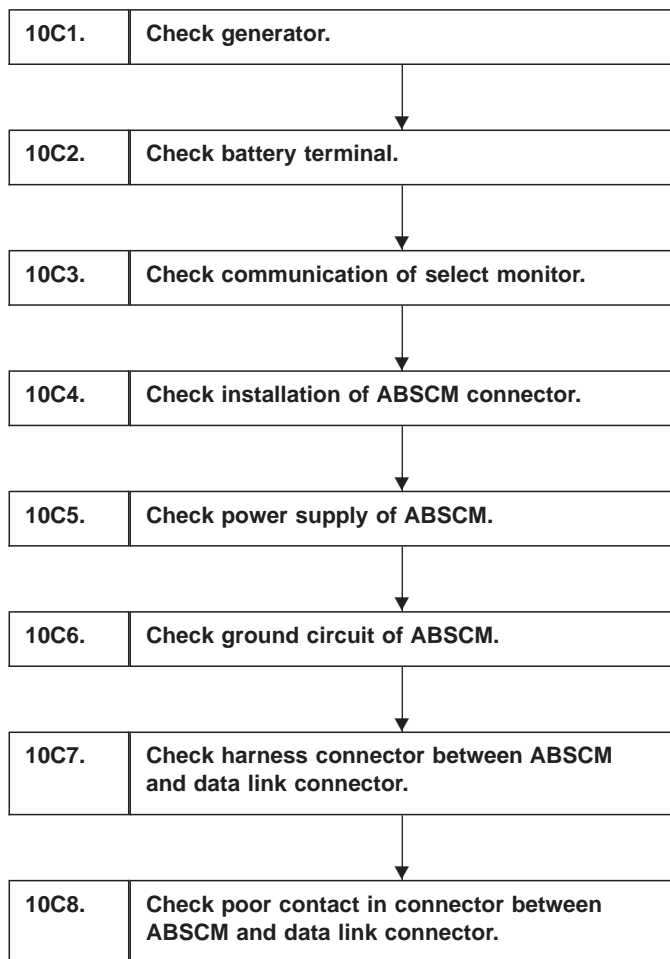 10C1. Check generator.
10C2. Check battery terminal.
10C3. Check communication of select monitor.
10C4. Check installation of ABSCM connector.
10C5. Check power supply of ABSCM.
10C6. Check ground circuit of ABSCM.
10C7. Check harness connector between ABSCM
and data link connector.
10C8. Check poor contact in connector between
ABSCM and data link connector.